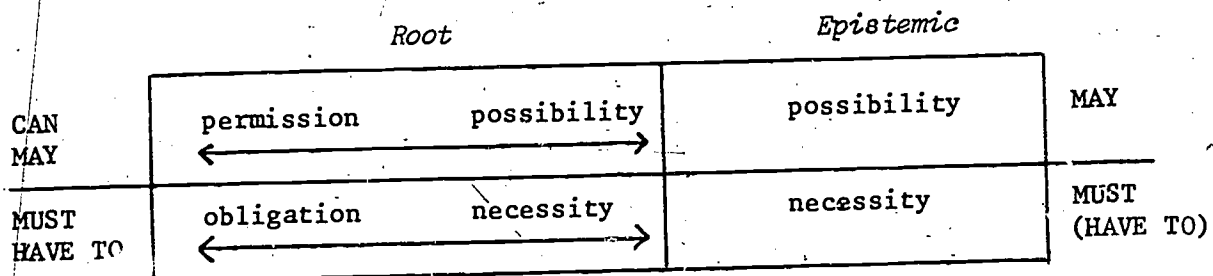 Root Epistemic
CAN permission possibility possibility MAY
MAY
MUST obligation necessity necessity MUST
HAVE TO (HAVE TO)